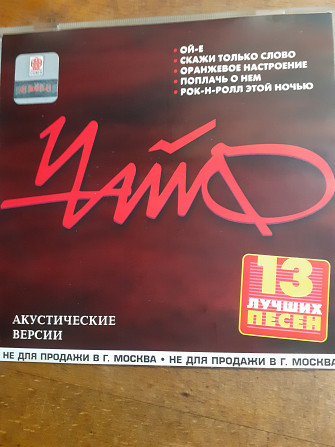 • ОЙ-Е
• СКАЖИ ТОЛЬКО СЛОВО
• ОРАНЖЕВОЕ НАСТРОЕНИЕ
• ПОПЛАЧЬ О НЕМ
• РОК-Н-РОЛЛ ЭТОЙ НОЧЬЮ
ЧАЙФ
13
ЛУЧШИХ
ПЕСЕН
АКУСТИЧЕСКИЕ
ВЕРСИИ
НЕ ДЛЯ ПРОДАЖИ В Г. МОСКВА • НЕ ДЛЯ ПРОДАЖИ В Г. МОСКВА